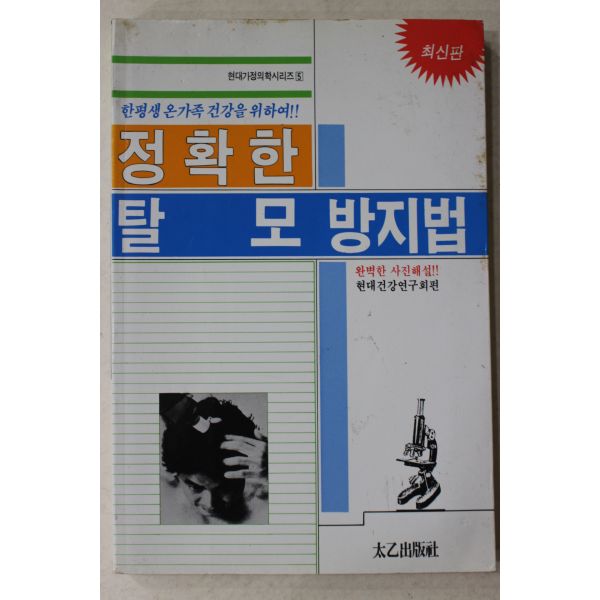 최신판
현대가정의학시리즈 5
한평생 온가족 건강을 위하여!!
정확한
탈 모 방지법
완벽한 사진해설!!
현대건강연구회편
太乙出版社